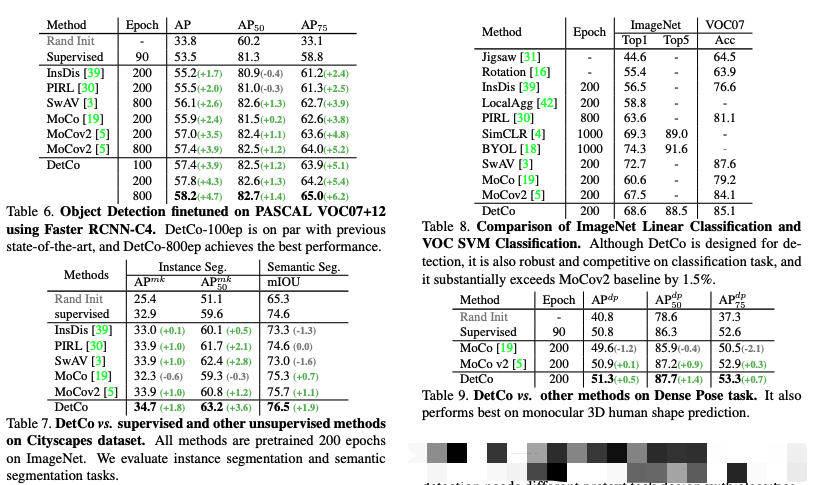 Method Epoch AP AP50 AP75
Rand Init - 33.8 60.2 33.1
Supervised 90 53.5 81.3 58.8
InsDis [39] 200 55.2(+1.7) 80.9(-0.4) 61.2(+2.4)
PIRL [30] 200 55.5(+2.0) 81.0(-0.3) 61.3(+2.5)
SwAV [3] 800 56.1(+2.6) 82.6(+1.3) 62.7(+3.9)
MoCo [19] 200 55.9(+2.4) 81.5(+0.2) 62.6(+3.8)
MoCov2 [5] 200 57.0(+3.5) 82.4(+1.1) 63.6(+4.8)
MoCov2 [5] 800 57.4(+3.9) 82.5(+1.2) 64.0(+5.2)
DetCo 100 57.4(+3.9) 82.5(+1.2) 63.9(+5.1)
200 57.8(+4.3) 82.6(+1.3) 64.2(+5.4)
800 58.2(+4.7) 82.7(+1.4) 65.0(+6.2)
Table 6. Object Detection finetuned on PASCAL VOC07+12
using Faster RCNN-C4. DetCo-100ep is on par with previous
state-of-the-art, and DetCo-800ep achieves the best performance.
Methods Instance Seg. Semantic Seg.
APmk APmk50 mIOU
Rand Init 25.4 51.1 65.3
supervised 32.9 59.6 74.6
InsDis [39] 33.0 (+0.1) 60.1 (+0.5) 73.3 (-1.3)
PIRL [30] 33.9 (+1.0) 61.7 (+2.1) 74.6 (0.0)
SwAV [3] 33.9 (+1.0) 62.4 (+2.8) 73.0 (-1.6)
MoCo [19] 32.3 (-0.6) 59.3 (-0.3) 75.3 (+0.7)
MoCov2 [5] 33.9 (+1.0) 60.8 (+1.2) 75.7 (+1.1)
DetCo 34.7 (+1.8) 63.2 (+3.6) 76.5 (+1.9)
Table 7. DetCo vs. supervised and other unsupervised methods
on Cityscapes dataset. All methods are pretrained 200 epochs
on ImageNet. We evaluate instance segmentation and semantic
segmentation tasks.
Method Epoch ImageNet VOC07
Top1 Top5 Acc
Jigsaw [31] - 44.6 - 64.5
Rotation [16] - 55.4 - 63.9
InsDis [39] 200 56.5 - 76.6
LocalAgg [42] 200 58.8 - -
PIRL [30] 800 63.6 - 81.1
SimCLR [4] 1000 69.3 89.0
BYOL [18] 1000 74.3 91.6 -
SwAV [3] 200 72.7 - 87.6
MoCo [19] 200 60.6 - 79.2
MoCov2 [5] 200 67.5 - 84.1
DetCo 200 68.6 88.5 85.1
Table 8. Comparison of ImageNet Linear Classification and
VOC SVM Classification. Although DetCo is designed for de-
tection, it is also robust and competitive on classification task, and
it substantially exceeds MoCov2 baseline by 1.5%.
Method Epoch APdp APdp50 APdp75
Rand Init - 40.8 78.6 37.3
Supervised 90 50.8 86.3 52.6
MoCo [19] 200 49.6(-1.2) 85.9(-0.4) 50.5(-2.1)
MoCo v2 [5] 200 50.9(+0.1) 87.2(+0.9) 52.9(+0.3)
DetCo 200 51.3(+0.5) 87.7(+1.4) 53.3(+0.7)
Table 9. DetCo vs. other methods on Dense Pose task. It also
performs best on monocular 3D human shape prediction.